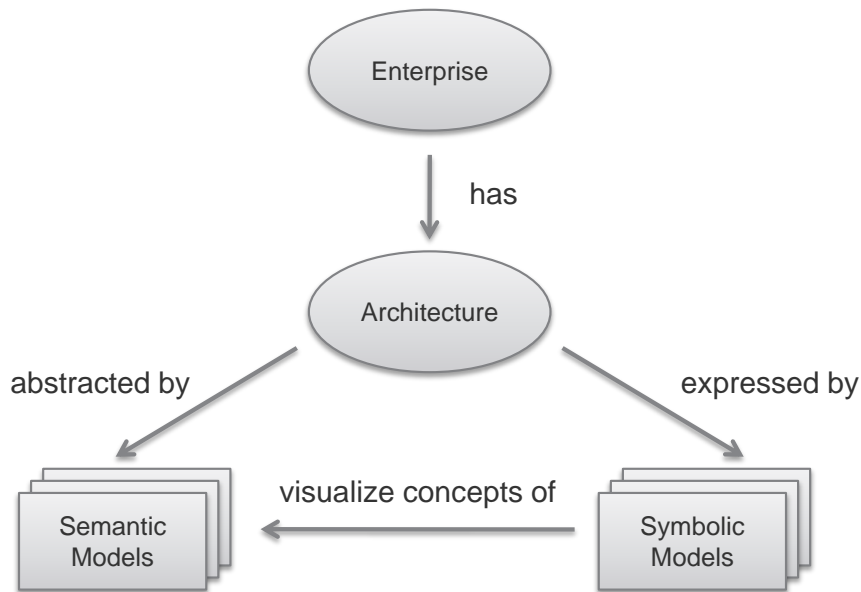 Enterprise
has
Architecture
abstracted by
expressed by
visualize concepts of
Semantic
Models
Symbolic
Models